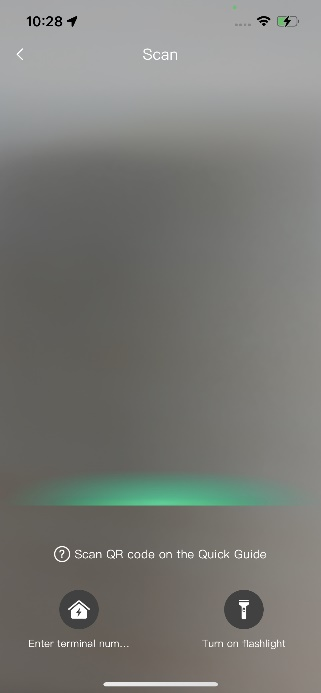 10:28
Scan
? Scan QR code on the Quick Guide
Enter terminal num...
Turn on flashlight